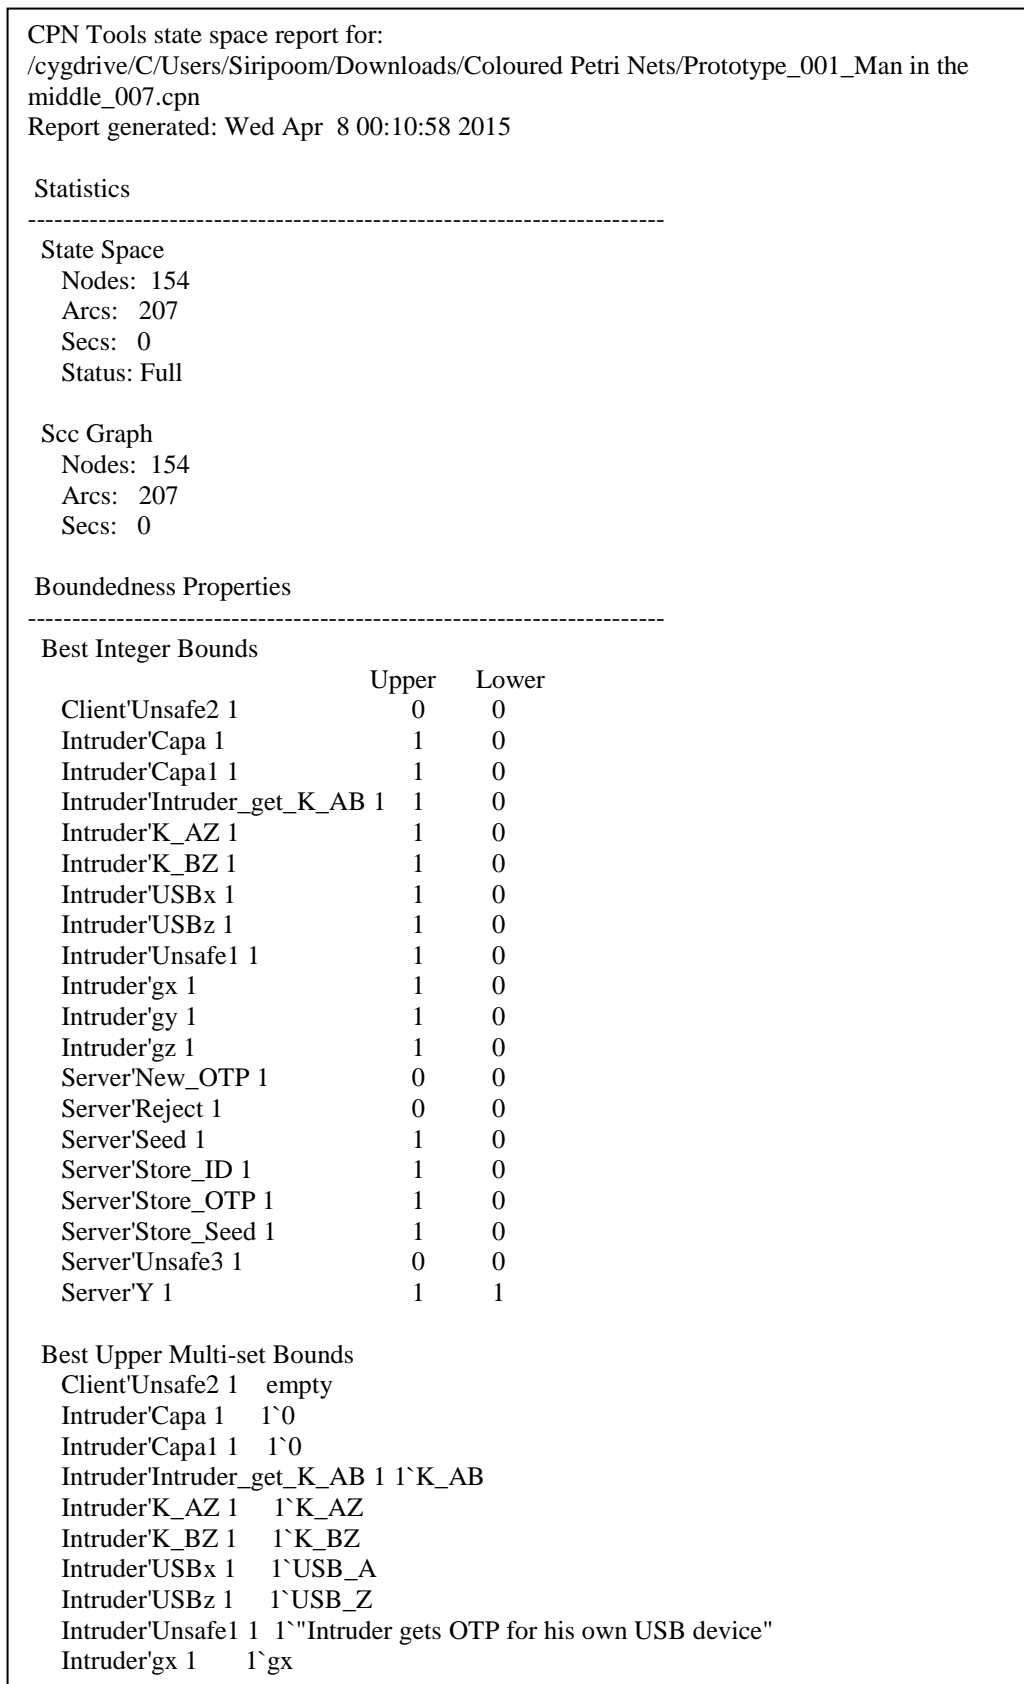 CPN Tools state space report for:
/cygdrive/C/Users/Siripoom/Downloads/Coloured Petri Nets/Prototype_001_Man in the
middle_007.cpn
Report generated: Wed Apr  8 00:10:58 2015
Statistics
------------------------------------------------------------------------
State Space
Nodes:  154
Arcs:   207
Secs:   0
Status: Full
Scc Graph
Nodes:  154
Arcs:   207
Secs:   0
Boundedness Properties
------------------------------------------------------------------------
Best Integer Bounds
Upper      Lower
Client'Unsafe2 1      0      0
Intruder'Capa 1      1      0
Intruder'Capa1 1      1      0
Intruder'Intruder_get_K_AB 1   1      0
Intruder'K_AZ 1      1      0
Intruder'K_BZ 1      1      0
Intruder'USBx 1      1      0
Intruder'USBz 1      1      0
Intruder'Unsafe1 1      1      0
Intruder'gx 1      1      0
Intruder'gy 1      1      0
Intruder'gz 1      1      0
Server'New_OTP 1      0      0
Server'Reject 1      0      0
Server'Seed 1      1      0
Server'Store_ID 1      1      0
Server'Store_OTP 1      1      0
Server'Store_Seed 1      1      0
Server'Unsafe3 1      0      0
Server'Y 1      1      1
Best Upper Multi-set Bounds
Client'Unsafe2 1    empty
Intruder'Capa 1     1`0
Intruder'Capa1 1    1`0
Intruder'Intruder_get_K_AB 1 1`K_AB
Intruder'K_AZ 1     1`K_AZ
Intruder'K_BZ 1     1`K_BZ
Intruder'USBx 1     1`USB_A
Intruder'USBz 1     1`USB_Z
Intruder'Unsafe1 1  1`"Intruder gets OTP for his own USB device"
Intruder'gx 1       1`gx